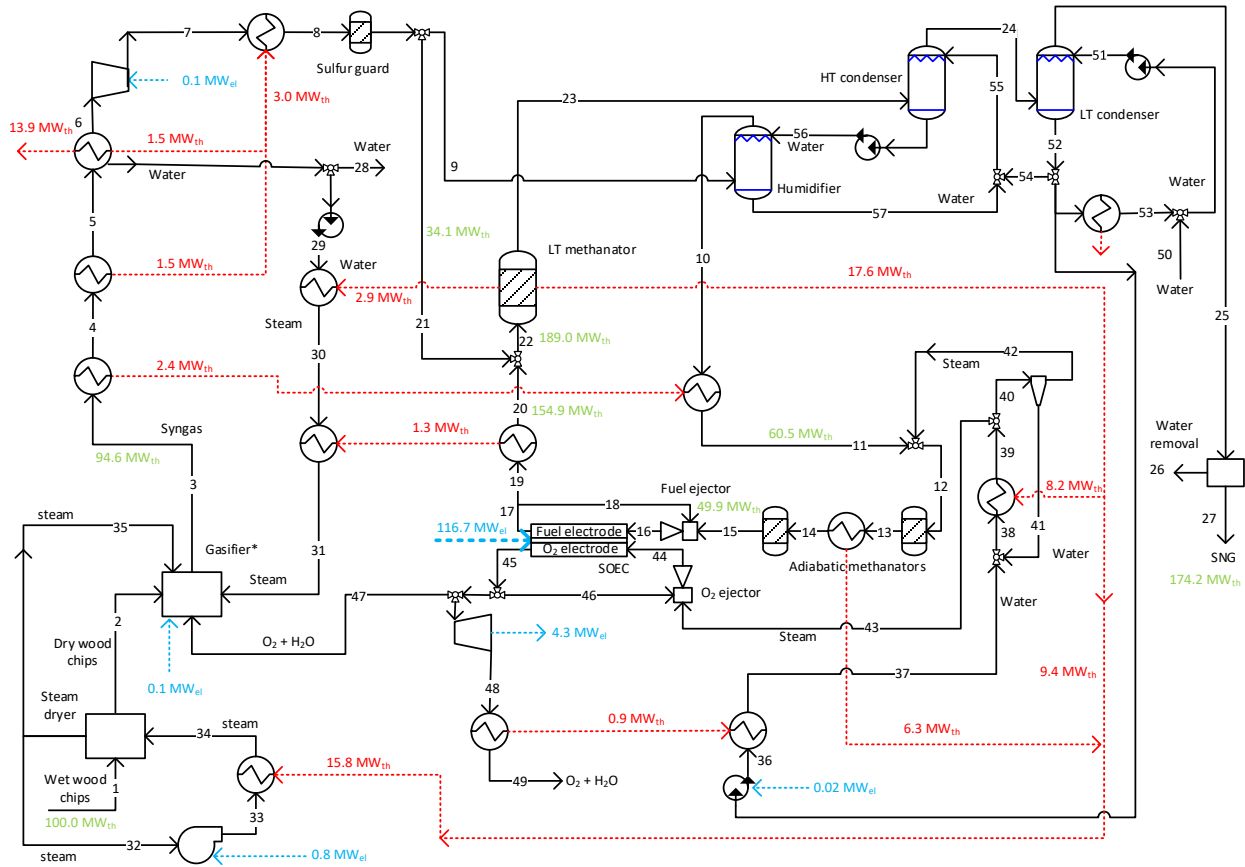 7
8
Sulfur guard
0.1 MWel
3.0 MWth
6
13.9 MWth
1.5 MWth
Water
28
Water
9
5
29
1.5 MWth
Water
2.9 MWth
Steam
4
30
2.4 MWth
Syngas
94.6 MWth
3
1.3 MWth
34.1 MWth
21
LT methanator
22
189.0 MWth
20
154.9 MWth
19
23
HT condenser
24
55
56
Water
Humidifier
57
Water
54
51
LT condenser
52
Water
53
50
Water
25
10
17.6 MWth
42
Steam
40
60.5 MWth
11
12
39
8.2 MWth
38
41
Water
Water
Water
removal
26
27
SNG
174.2 MWth
18
17
Fuel ejector
49.9 MWth
116.7 MWel
Fuel electrode
O2 electrode
16
15
14
13
Adiabatic methanators
45
SOEC
44
O2 ejector
46
43
Steam
47
O2 + H2O
4.3 MWel
48
37
9.4 MWth
0.9 MWth
6.3 MWth
36
49
O2 + H2O
0.02 MWel
steam
35
Gasifier*
Steam
31
2
Dry wood
chips
0.1 MWel
Steam
dryer
steam
34
15.8 MWth
Wet wood
chips
1
100.0 MWth
33
32
steam
0.8 MWel